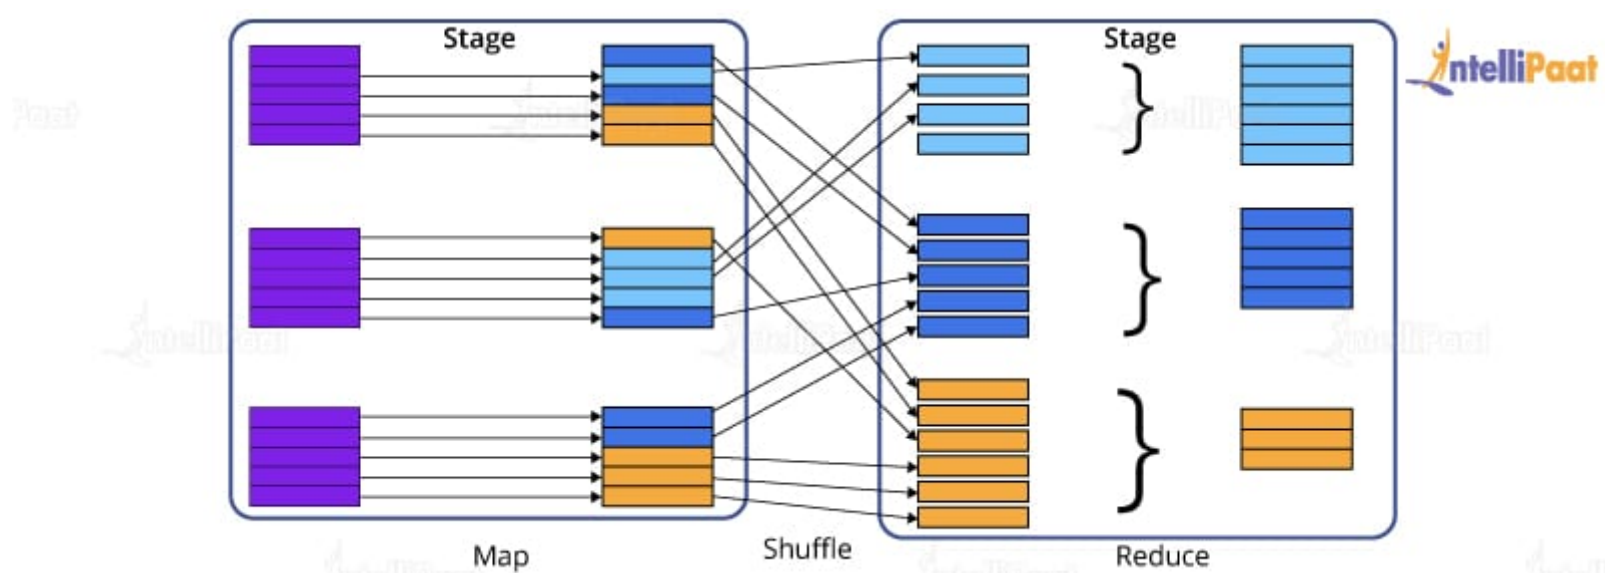 Stage
Stage
IntelliPaat
Map
Shuffle
Reduce